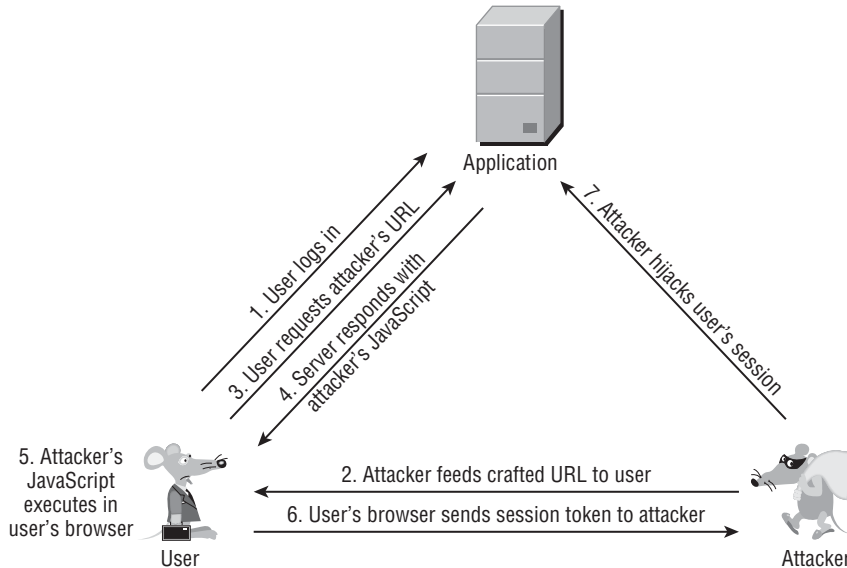 Application
1. User logs in
3. User requests attacker's URL
4. Server responds with
attacker's JavaScript
7. Attacker hijacks user's session
5. Attacker's
JavaScript
executes in
user's browser
2. Attacker feeds crafted URL to user
6. User's browser sends session token to attacker
User
Attacker